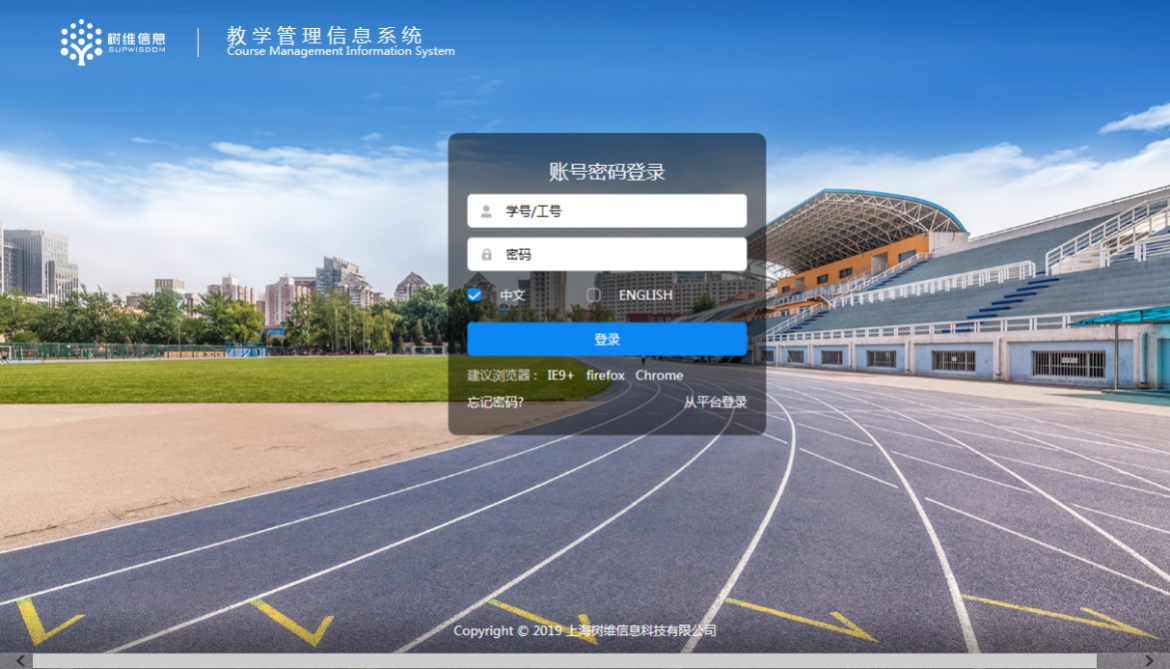 树维信息
SUPWISDOM
教学管理信息系统
Course Management Information System
账号密码登录
学号/工号
密码
中文 ENGLISH
登录
建议浏览器： IE9+ firefox Chrome
忘记密码? 从平台登录
Copyright © 2019 上海树维信息科技有限公司